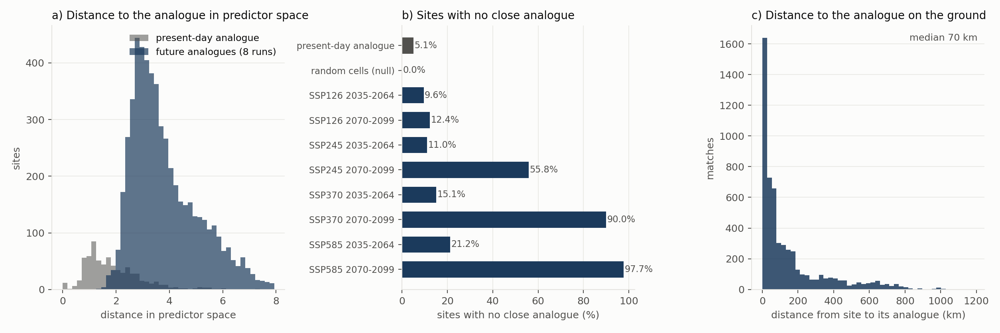 a) Distance to the analogue in predictor space
present-day analogue
future analogues (8 runs)
400
300
200
100
0
sites
0 2 4 6 8
distance in predictor space
b) Sites with no close analogue
present-day analogue 5.1%
random cells (null) 0.0%
SSP126 2035-2064 9.6%
SSP126 2070-2099 12.4%
SSP245 2035-2064 11.0%
SSP245 2070-2099 55.8%
SSP370 2035-2064 15.1%
SSP370 2070-2099 90.0%
SSP585 2035-2064 21.2%
SSP585 2070-2099 97.7%
0 20 40 60 80 100
sites with no close analogue (%)
c) Distance to the analogue on the ground
median 70 km
1600
1400
1200
1000
800
600
400
200
0
matches
0 200 400 600 800 1000 1200
distance from site to its analogue (km)